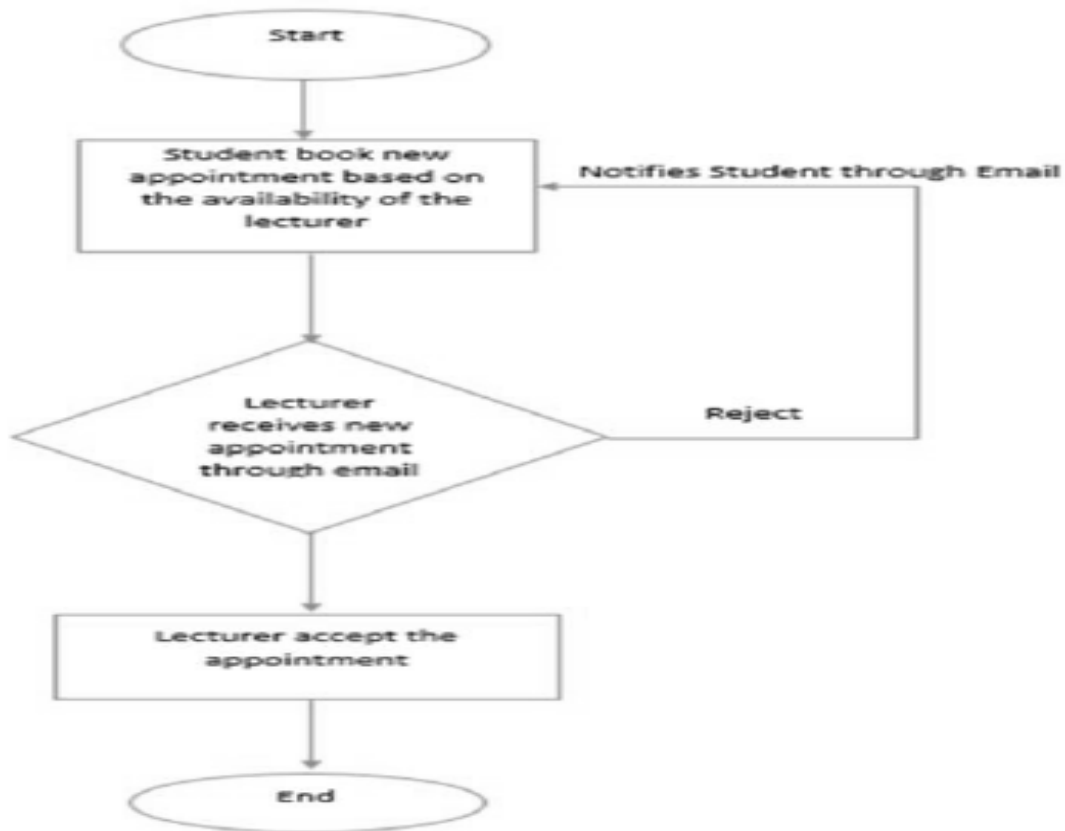 Start
Student book new
appointment based on
the availability of the
lecturer
Notifies Student through Email
Lecturer
receives new
appointment
through email
Reject
Lecturer accept the
appointment
End